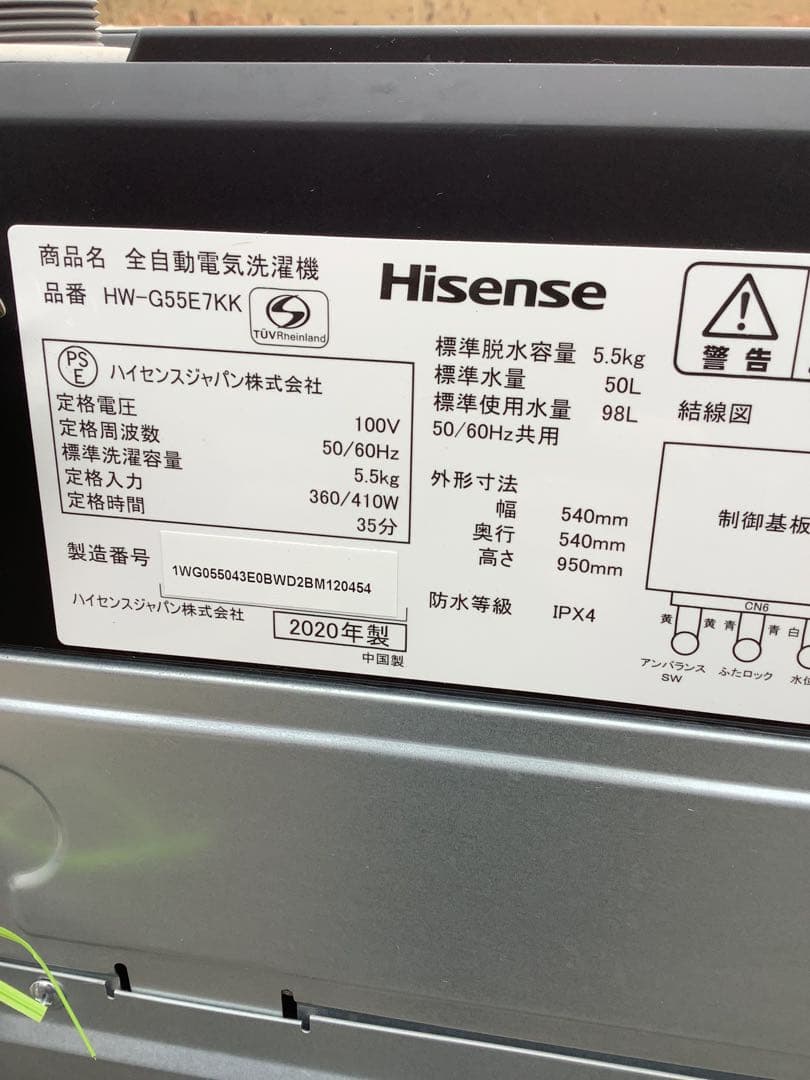 商品名 全自動電気洗濯機
品番 HW-G55E7KK
TÜVRheinland
Hisense
警告
PS
E
ハイセンスジャパン株式会社
定格電圧 100V
定格周波数 50/60Hz
標準洗濯容量 5.5kg
定格入力 360/410W
定格時間 35分
製造番号 1WG055043E0BWD2BM120454
ハイセンスジャパン株式会社
2020年製
中国製
標準脱水容量 5.5kg
標準水量 50L
標準使用水量 98L
50/60Hz共用
外形寸法
幅 540mm
奥行 540mm
高さ 950mm
防水等級 IPX4
結線図
制御基板
CN6
黄 黄 青 青 白
アンバランス
SW
ふたロック
水位